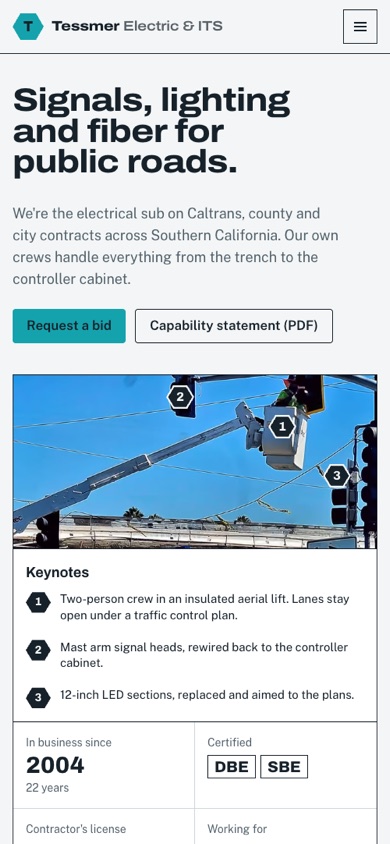 T Tessmer Electric & ITS
Signals, lighting
and fiber for
public roads.
We're the electrical sub on Caltrans, county and
city contracts across Southern California. Our own
crews handle everything from the trench to the
controller cabinet.
Request a bid
Capability statement (PDF)
2
1
3
Keynotes
1 Two-person crew in an insulated aerial lift. Lanes stay
open under a traffic control plan.
2 Mast arm signal heads, rewired back to the controller
cabinet.
3 12-inch LED sections, replaced and aimed to the plans.
In business since
2004
22 years
Certified
DBE SBE
Contractor's license
Working for